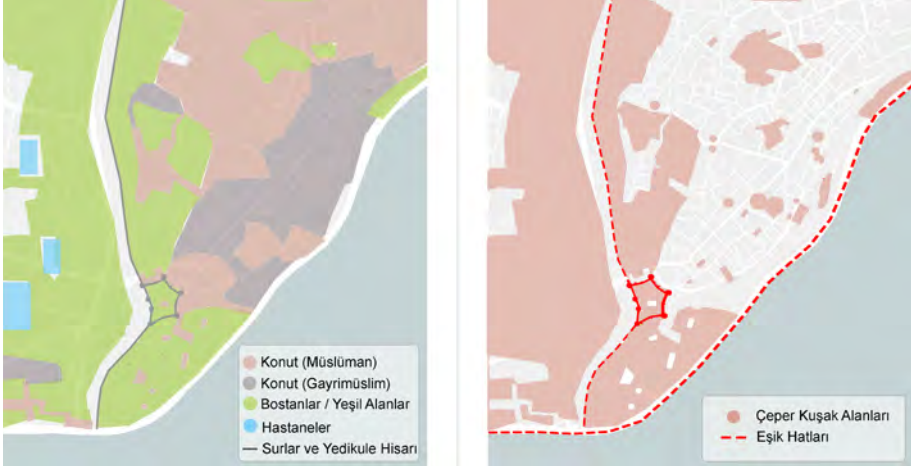 Konut (Müslüman)
Konut (Gayrimüslim)
Bostanlar / Yeşil Alanlar
Hastaneler
Surlar ve Yedikule Hisarı
Çeper Kuşak Alanları
Eşik Hatları